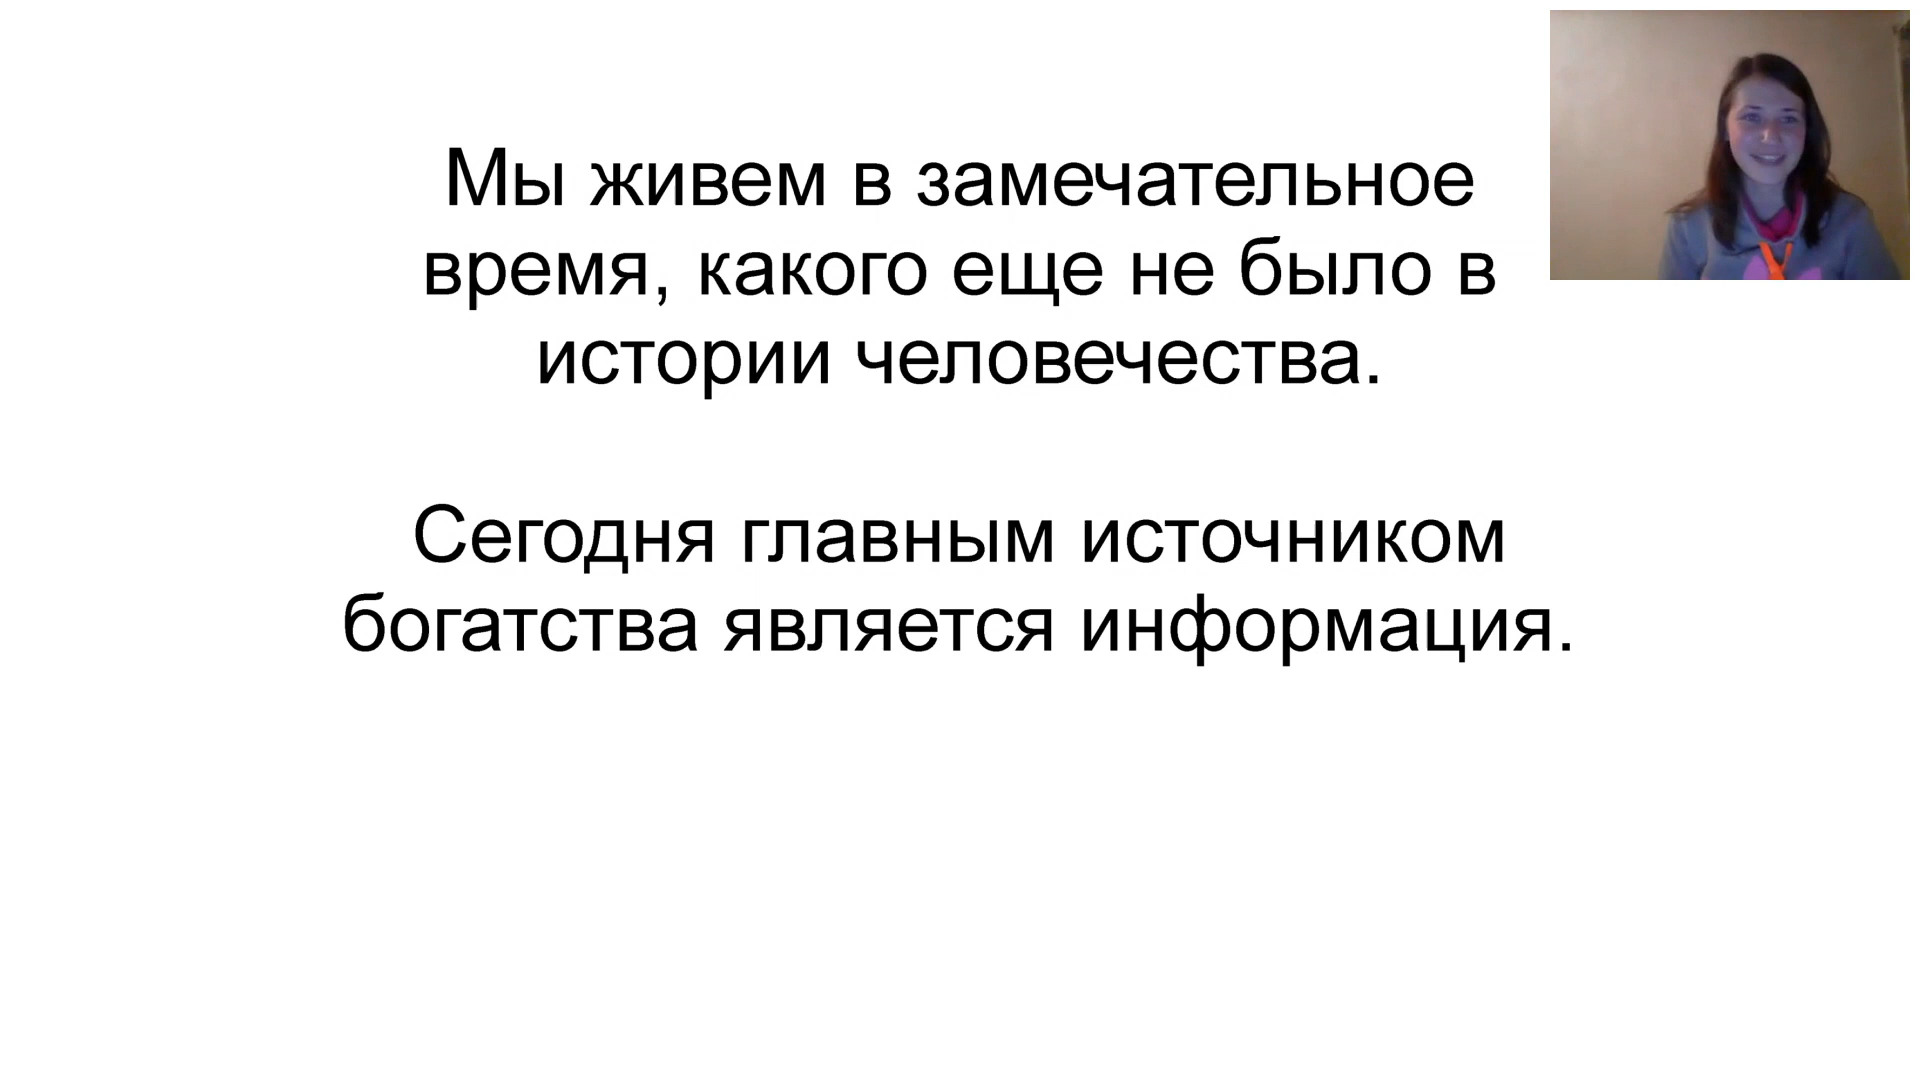 Мы живем в замечательное
время, какого еще не было в
истории человечества.
Сегодня главным источником
богатства является информация.